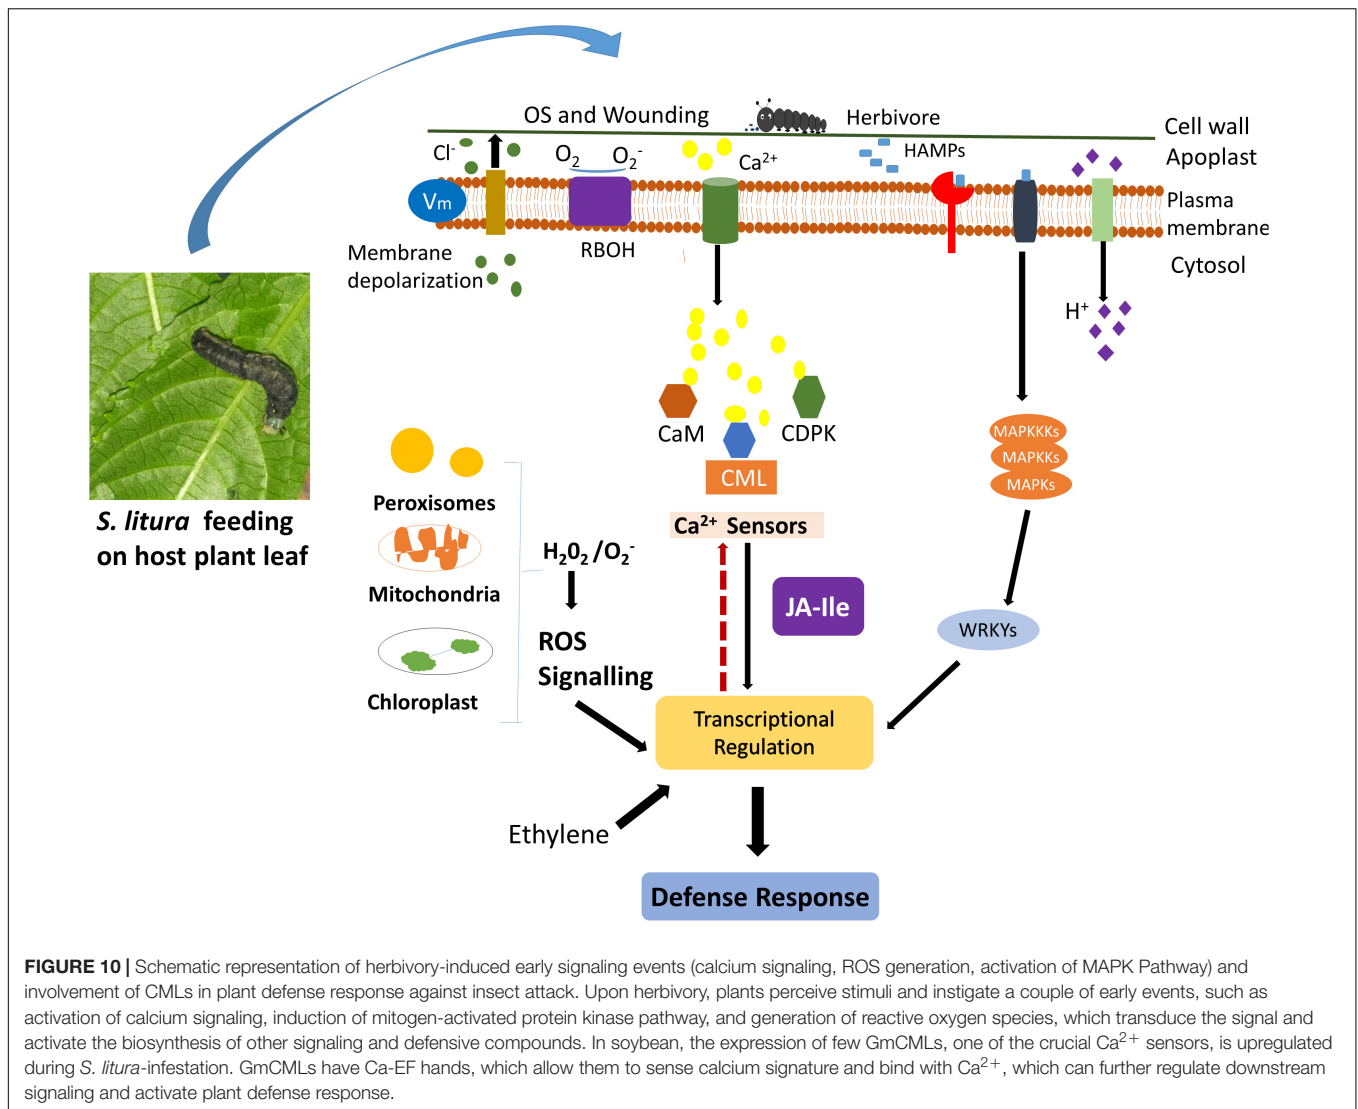 OS and Wounding
Herbivore
Cell wall
Apoplast
Cl-
O2
O2-
Ca2+
HAMPs
Vm
Plasma
membrane
RBOH
Membrane
depolarization
Cytosol
H+
CaM
CDPK
CML
MAPKKKs
MAPKKs
MAPKs
S. litura feeding
on host plant leaf
Peroxisomes
Mitochondria
Chloroplast
H202 /O2-
ROS
Signalling
Ca2+ Sensors
JA-Ile
WRKYs
Transcriptional
Regulation
Ethylene
Defense Response
FIGURE 10 | Schematic representation of herbivory-induced early signaling events (calcium signaling, ROS generation, activation of MAPK Pathway) and
involvement of CMLs in plant defense response against insect attack. Upon herbivory, plants perceive stimuli and instigate a couple of early events, such as
activation of calcium signaling, induction of mitogen-activated protein kinase pathway, and generation of reactive oxygen species, which transduce the signal and
activate the biosynthesis of other signaling and defensive compounds. In soybean, the expression of few GmCMLs, one of the crucial Ca2+ sensors, is upregulated
during S. litura-infestation. GmCMLs have Ca-EF hands, which allow them to sense calcium signature and bind with Ca2+, which can further regulate downstream
signaling and activate plant defense response.